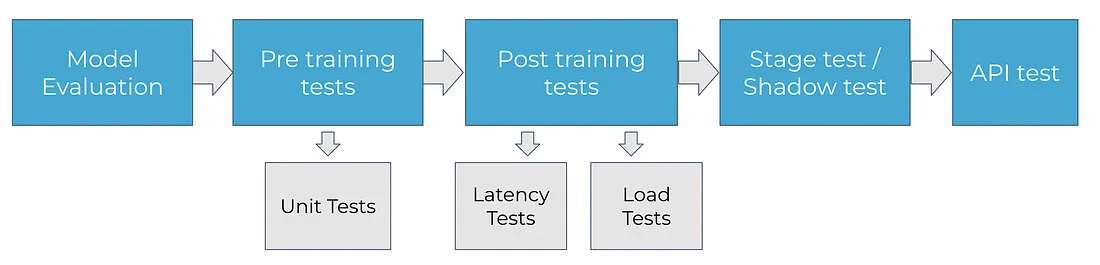 Model
Evaluation
Pre training
tests
Post training
tests
Stage test /
Shadow test
API test
Unit Tests
Latency
Tests
Load
Tests